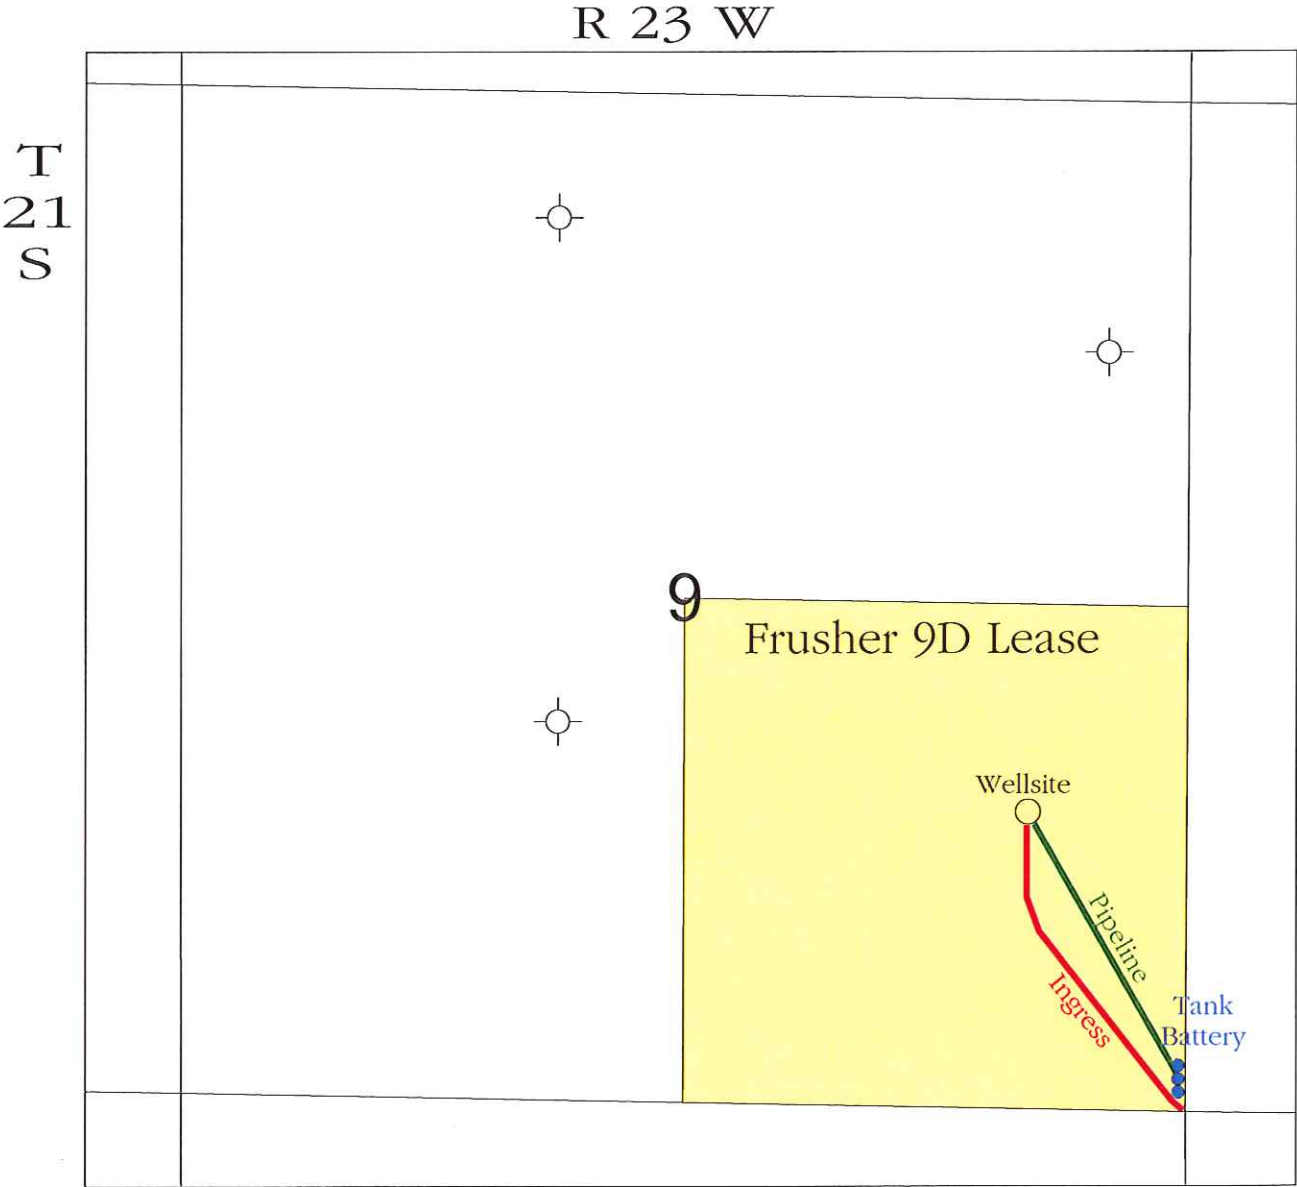 R 23 W
T
21
S
9
Frusher 9D Lease
Wellsite
Pipeline
Ingress
Tank
Battery